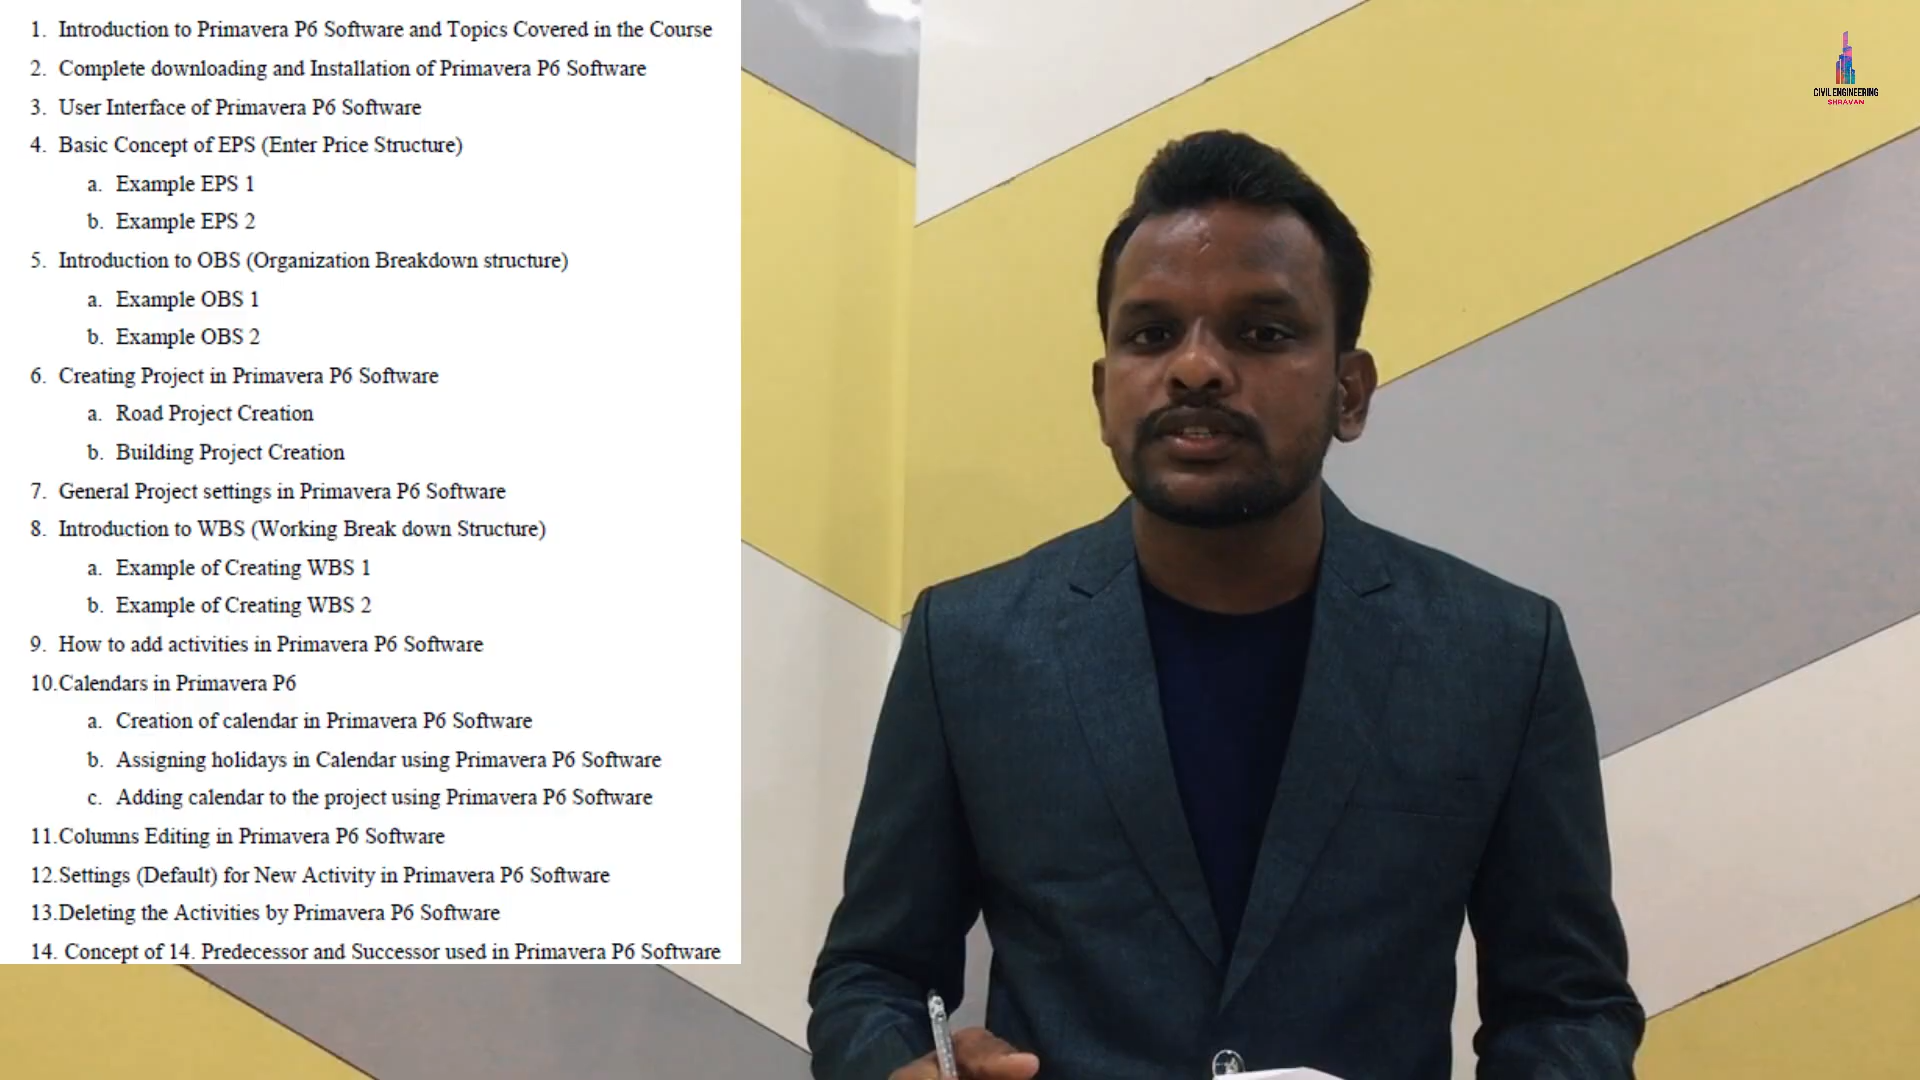 1. Introduction to Primavera P6 Software and Topics Covered in the Course
2. Complete downloading and Installation of Primavera P6 Software
3. User Interface of Primavera P6 Software
4. Basic Concept of EPS (Enter Price Structure)
a. Example EPS 1
b. Example EPS 2
5. Introduction to OBS (Organization Breakdown structure)
a. Example OBS 1
b. Example OBS 2
6. Creating Project in Primavera P6 Software
a. Road Project Creation
b. Building Project Creation
7. General Project settings in Primavera P6 Software
8. Introduction to WBS (Working Break down Structure)
a. Example of Creating WBS 1
b. Example of Creating WBS 2
9. How to add activities in Primavera P6 Software
10.Calendars in Primavera P6
a. Creation of calendar in Primavera P6 Software
b. Assigning holidays in Calendar using Primavera P6 Software
c. Adding calendar to the project using Primavera P6 Software
11.Columns Editing in Primavera P6 Software
12.Settings (Default) for New Activity in Primavera P6 Software
13.Deleting the Activities by Primavera P6 Software
14. Concept of 14. Predecessor and Successor used in Primavera P6 Software
CIVIL ENGINEERING
SHRAVAN